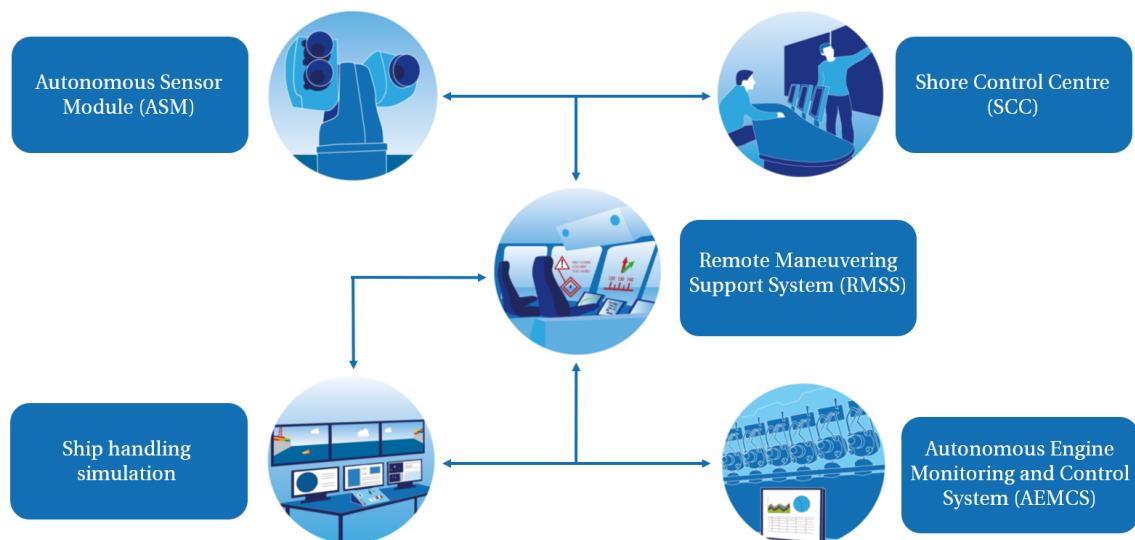 Autonomous Sensor
Module (ASM)
Shore Control Centre
(SCC)
Remote Maneuvering
Support System (RMSS)
Ship handling
simulation
Autonomous Engine
Monitoring and Control
System (AEMCS)